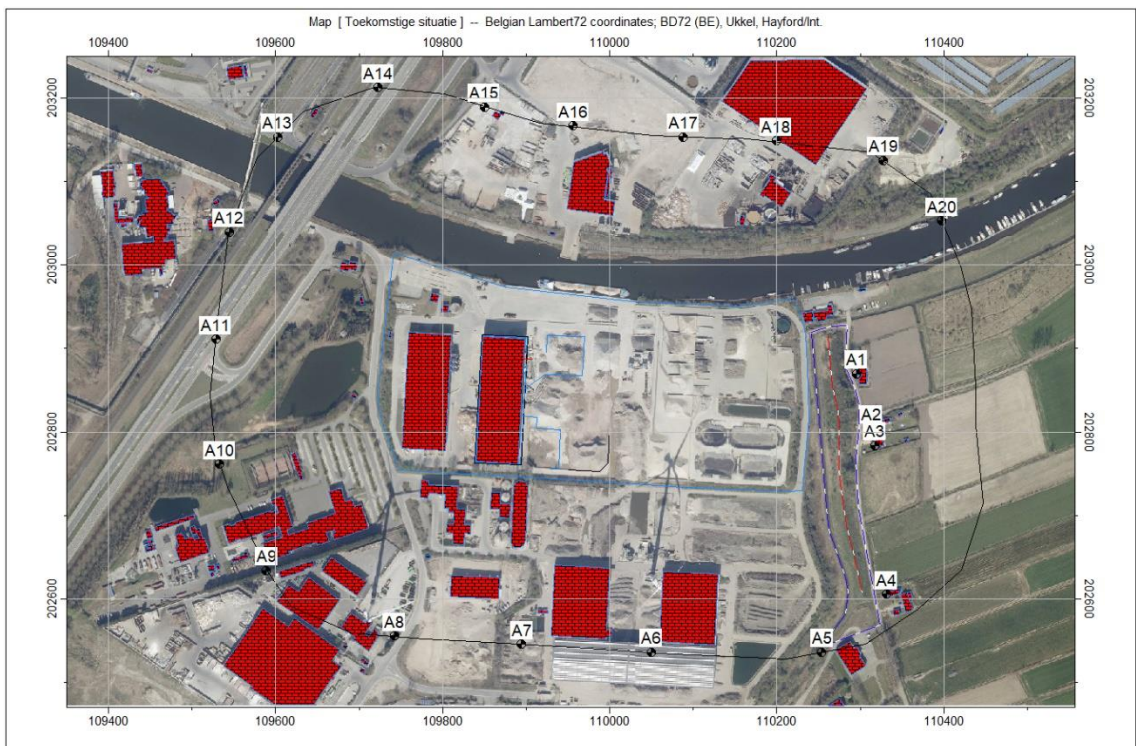 Map [ Toekomstige situatie ] -- Belgian Lambert72 coordinates; BD72 (BE), Ukkel, Hayford/Int.
109400 109600 109800 110000 110200 110400
203200 203200
203000 203000
202800 202800
202600 202600
A14
A15
A16
A13
A17
A18
A19
A12
A20
A11
A1
A2
A3
A10
A9
A4
A8
A7
A6
A5
109400 109600 109800 110000 110200 110400